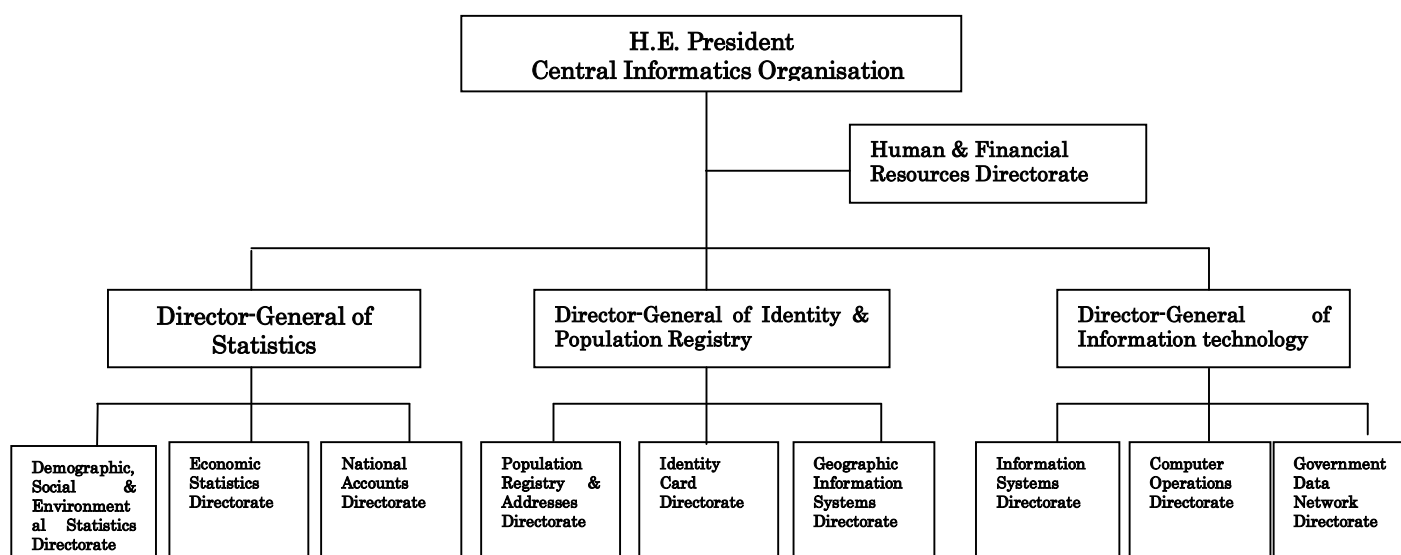 H.E. President
Central Informatics Organisation
Human & Financial
Resources Directorate
Director-General of
Statistics
Director-General of Identity &
Population Registry
Director-General of
Information technology
Demographic,
Social &
Environment
al Statistics
Directorate
Economic
Statistics
Directorate
National
Accounts
Directorate
Population
Registry &
Addresses
Directorate
Identity
Card
Directorate
Geographic
Information
Systems
Directorate
Information
Systems
Directorate
Computer
Operations
Directorate
Government
Data
Network
Directorate